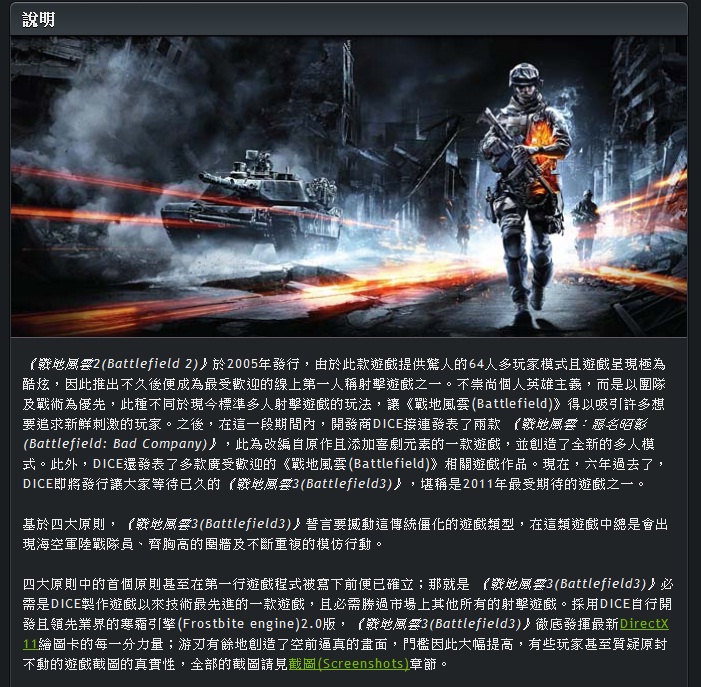 說明
《戰地風雲2(Battlefield 2)》於2005年發行，由於此款遊戲提供驚人的64人多玩家模式且遊戲呈現極為
酷炫，因此推出不久後便成為最受歡迎的線上第一人稱射擊遊戲之一。不崇尚個人英雄主義，而是以團隊
及戰術為優先，此種不同於現今標準多人射擊遊戲的玩法，讓《戰地風雲(Battlefield)》得以吸引許多想
要追求新鮮刺激的玩家。之後，在這一段期間內，開發商DICE接連發表了兩款 《戰地風雲：惡名昭彰
(Battlefield: Bad Company)》，此為改編自原作且添加喜劇元素的一款遊戲，並創造了全新的多人模
式。此外，DICE還發表了多款廣受歡迎的《戰地風雲(Battlefield)》相關遊戲作品。現在，六年過去了，
DICE即將發行讓大家等待已久的《戰地風雲3(Battlefield3)》，堪稱是2011年最受期待的遊戲之一。
基於四大原則，《戰地風雲3(Battlefield3)》誓言要撼動這傳統僵化的遊戲類型，在這類遊戲中總是會出
現海空軍陸戰隊員、齊胸高的圍牆及不斷重複的模仿行動。
四大原則中的首個原則甚至在第一行遊戲程式被寫下前便已確立；那就是 《戰地風雲3(Battlefield3)》必
需是DICE製作遊戲以來技術最先進的一款遊戲，且必需勝過市場上其他所有的射擊遊戲。採用DICE自行開
發且領先業界的寒霜引擎(Frostbite engine)2.0版，《戰地風雲3(Battlefield3)》徹底發揮最新DirectX
11繪圖卡的每一分力量；游刃有餘地創造了空前逼真的畫面，門檻因此大幅提高，有些玩家甚至質疑原封
不動的遊戲截圖的真實性，全部的截圖請見截圖(Screenshots)章節。